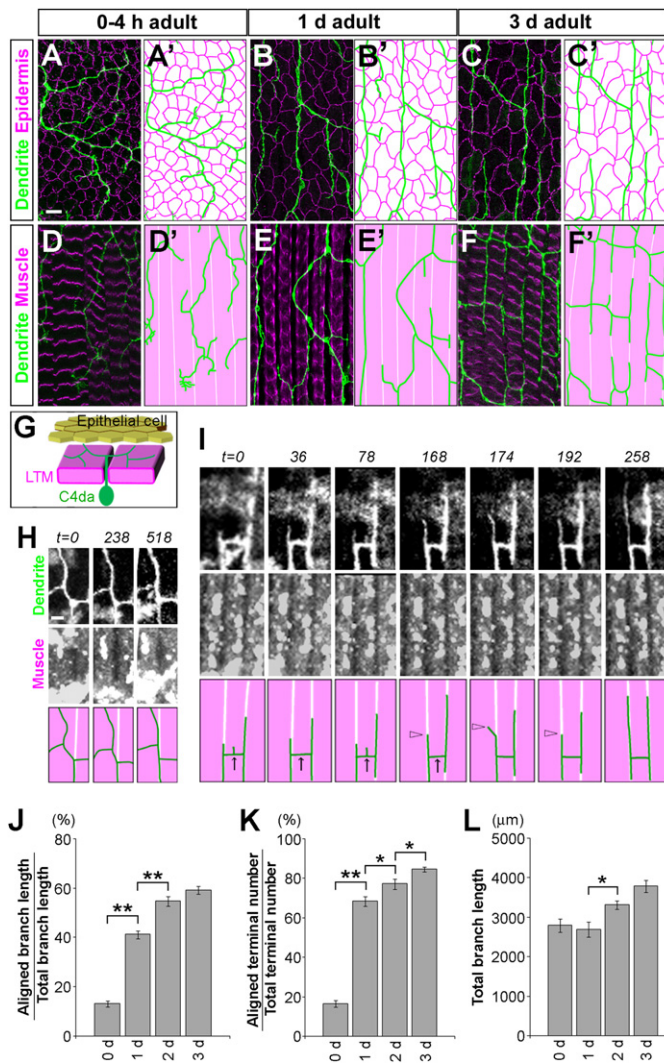 0-4 h adult
1 d adult
3 d adult
Dendrite Epidermis
A
A'
B
B'
C
C'
Dendrite Muscle
D
D'
E
E'
F
F'
G
Epithelial cell
LTM
C4da
H
t=0 238 518
Dendrite
Muscle
I
t=0 36 78 168 174 192 258
J
(%)
Aligned branch length
Total branch length
80
60
40
20
0
**
**
0 d
1 d
2 d
3 d
K
(%)
Aligned terminal number
Total terminal number
100
80
60
40
20
0
**
*
*
0 d
1 d
2 d
3 d
L
(μm)
Total branch length
5000
4000
3000
2000
1000
0
*
0 d
1 d
2 d
3 d